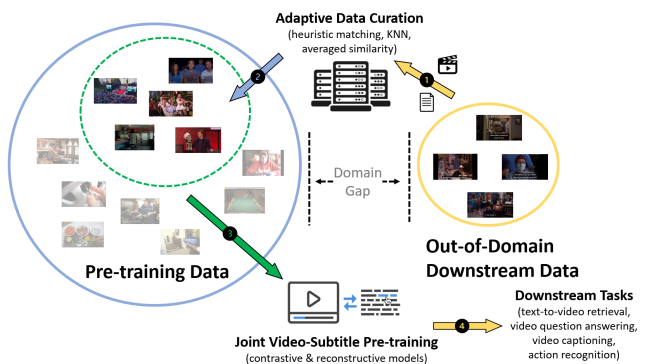 Adaptive Data Curation
(heuristic matching, KNN,
averaged similarity)
2
1
Domain
Gap
3
Pre-training Data
Out-of-Domain
Downstream Data
Joint Video-Subtitle Pre-training
(contrastive & reconstructive models)
4
Downstream Tasks
(text-to-video retrieval,
video question answering,
video captioning,
action recognition)